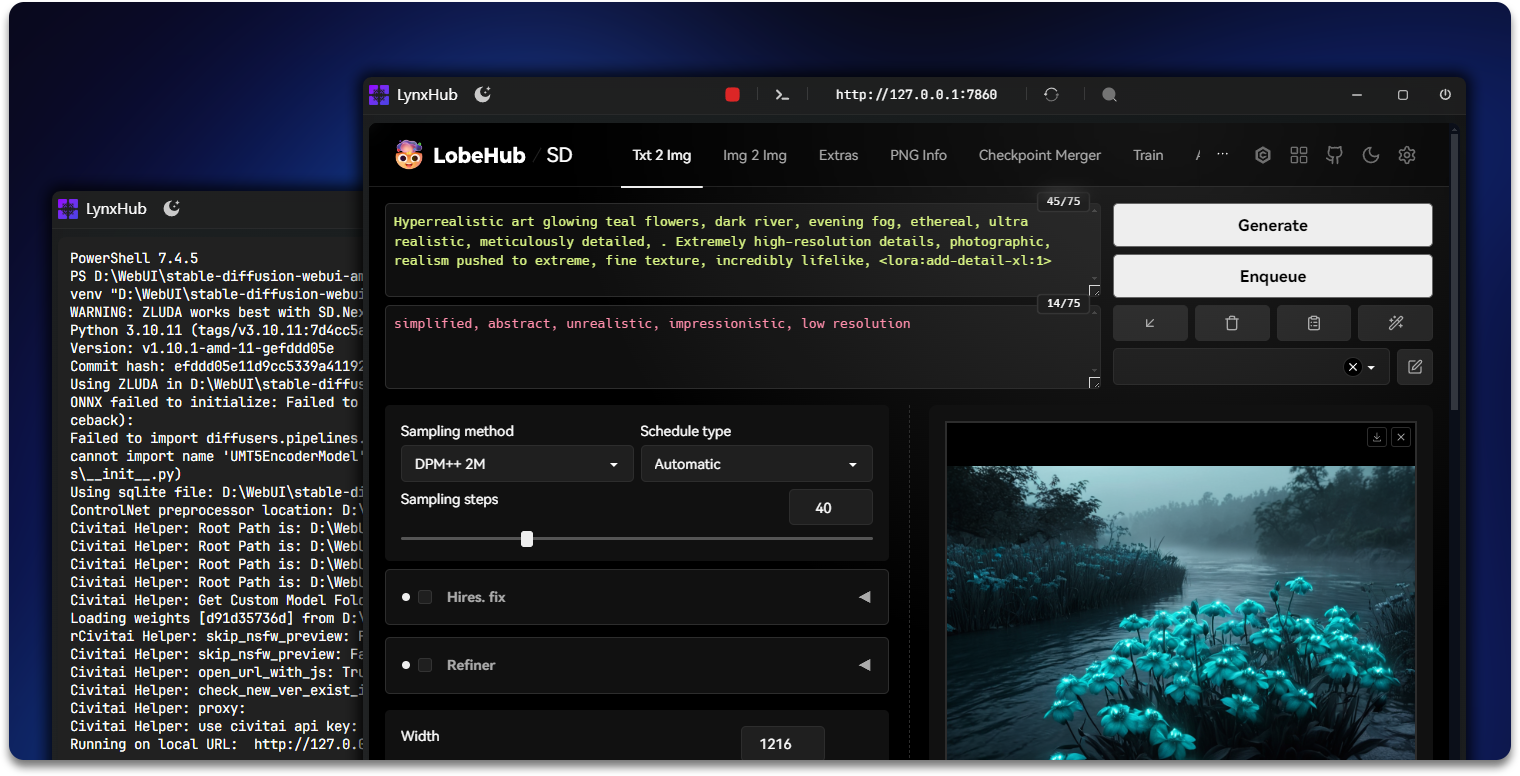 LynxHub
http://127.0.0.1:7860
LobeHub / SD
Txt 2 Img
Img 2 Img
Extras
PNG Info
Checkpoint Merger
Train
...
45/75
Hyperrealistic art glowing teal flowers, dark river, evening fog, ethereal, ultra
realistic, meticulously detailed, . Extremely high-resolution details, photographic,
realism pushed to extreme, fine texture, incredibly lifelike, <lora:add-detail-xl:1>
Generate
Enqueue
14/75
simplified, abstract, unrealistic, impressionistic, low resolution
Sampling method
Schedule type
DPM++ 2M
Automatic
Sampling steps
40
Hires. fix
Refiner
Width
1216
LynxHub
PowerShell 7.4.5
PS D:\WebUI\stable-diffusion-webui-am
venv "D:\WebUI\stable-diffusion-webui
WARNING: ZLUDA works best with SD.Nex
Python 3.10.11 (tags/v3.10.11:7d4cc5a
Version: v1.10.1-amd-11-gefddd05e
Commit hash: efddd05e11d9cc5339a41192
Using ZLUDA in D:\WebUI\stable-diffus
ONNX failed to initialize: Failed to
ceback):
Failed to import diffusers.pipelines.
cannot import name 'UMT5EncoderModel'
s\__init__.py)
Using sqlite file: D:\WebUI\stable-di
ControlNet preprocessor location: D:\
Civitai Helper: Root Path is: D:\WebU
Civitai Helper: Root Path is: D:\WebU
Civitai Helper: Root Path is: D:\WebU
Civitai Helper: Root Path is: D:\WebU
Civitai Helper: Get Custom Model Fold
Loading weights [d91d35736d] from D:\
rCivitai Helper: skip_nsfw_preview: F
Civitai Helper: skip_nsfw_preview: Fa
Civitai Helper: open_url_with_js: Tru
Civitai Helper: check_new_ver_exist_i
Civitai Helper: proxy:
Civitai Helper: use civitai api key:
Running on local URL:  http://127.0.0